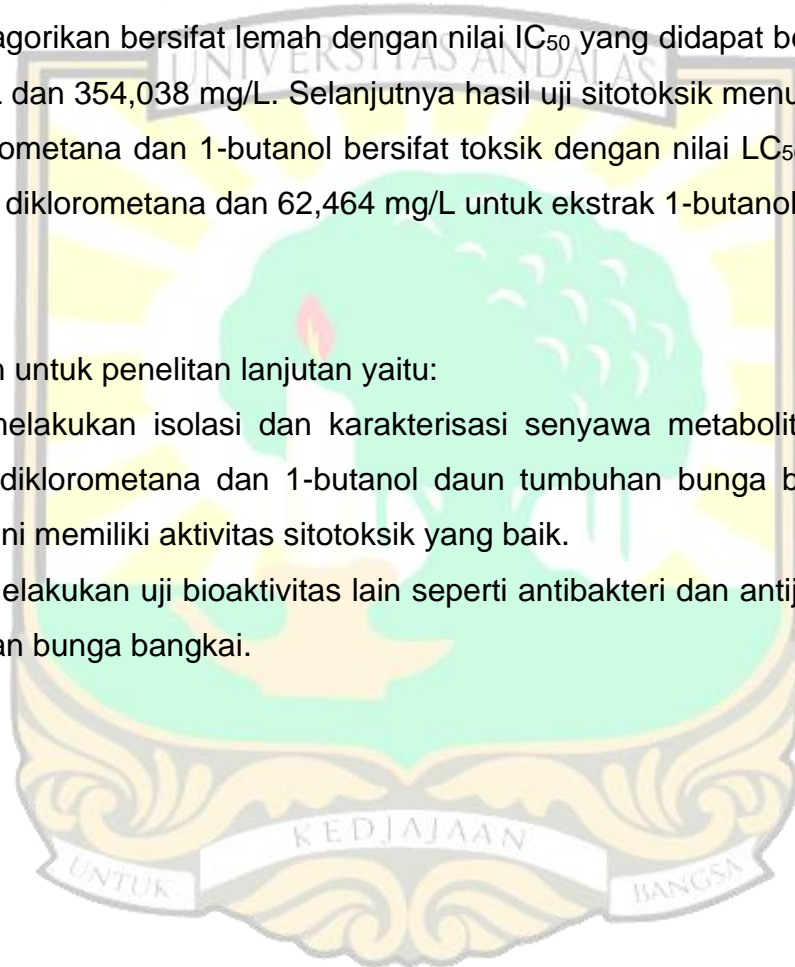 agorikan bersifat lemah dengan nilai IC50 yang didapat be
UNIVERSITAS ANDALAS
dan 354,038 mg/L. Selanjutnya hasil uji sitotoksik menu
ometana dan 1-butanol bersifat toksik dengan nilai LC5
diklorometana dan 62,464 mg/L untuk ekstrak 1-butanol
untuk penelitan lanjutan yaitu:
elakukan isolasi dan karakterisasi senyawa metabolit
diklorometana dan 1-butanol daun tumbuhan bunga b
ni memiliki aktivitas sitotoksik yang baik.
elakukan uji bioaktivitas lain seperti antibakteri dan antij
an bunga bangkai.
KEDJAJAAN
UNTUK BANGSA